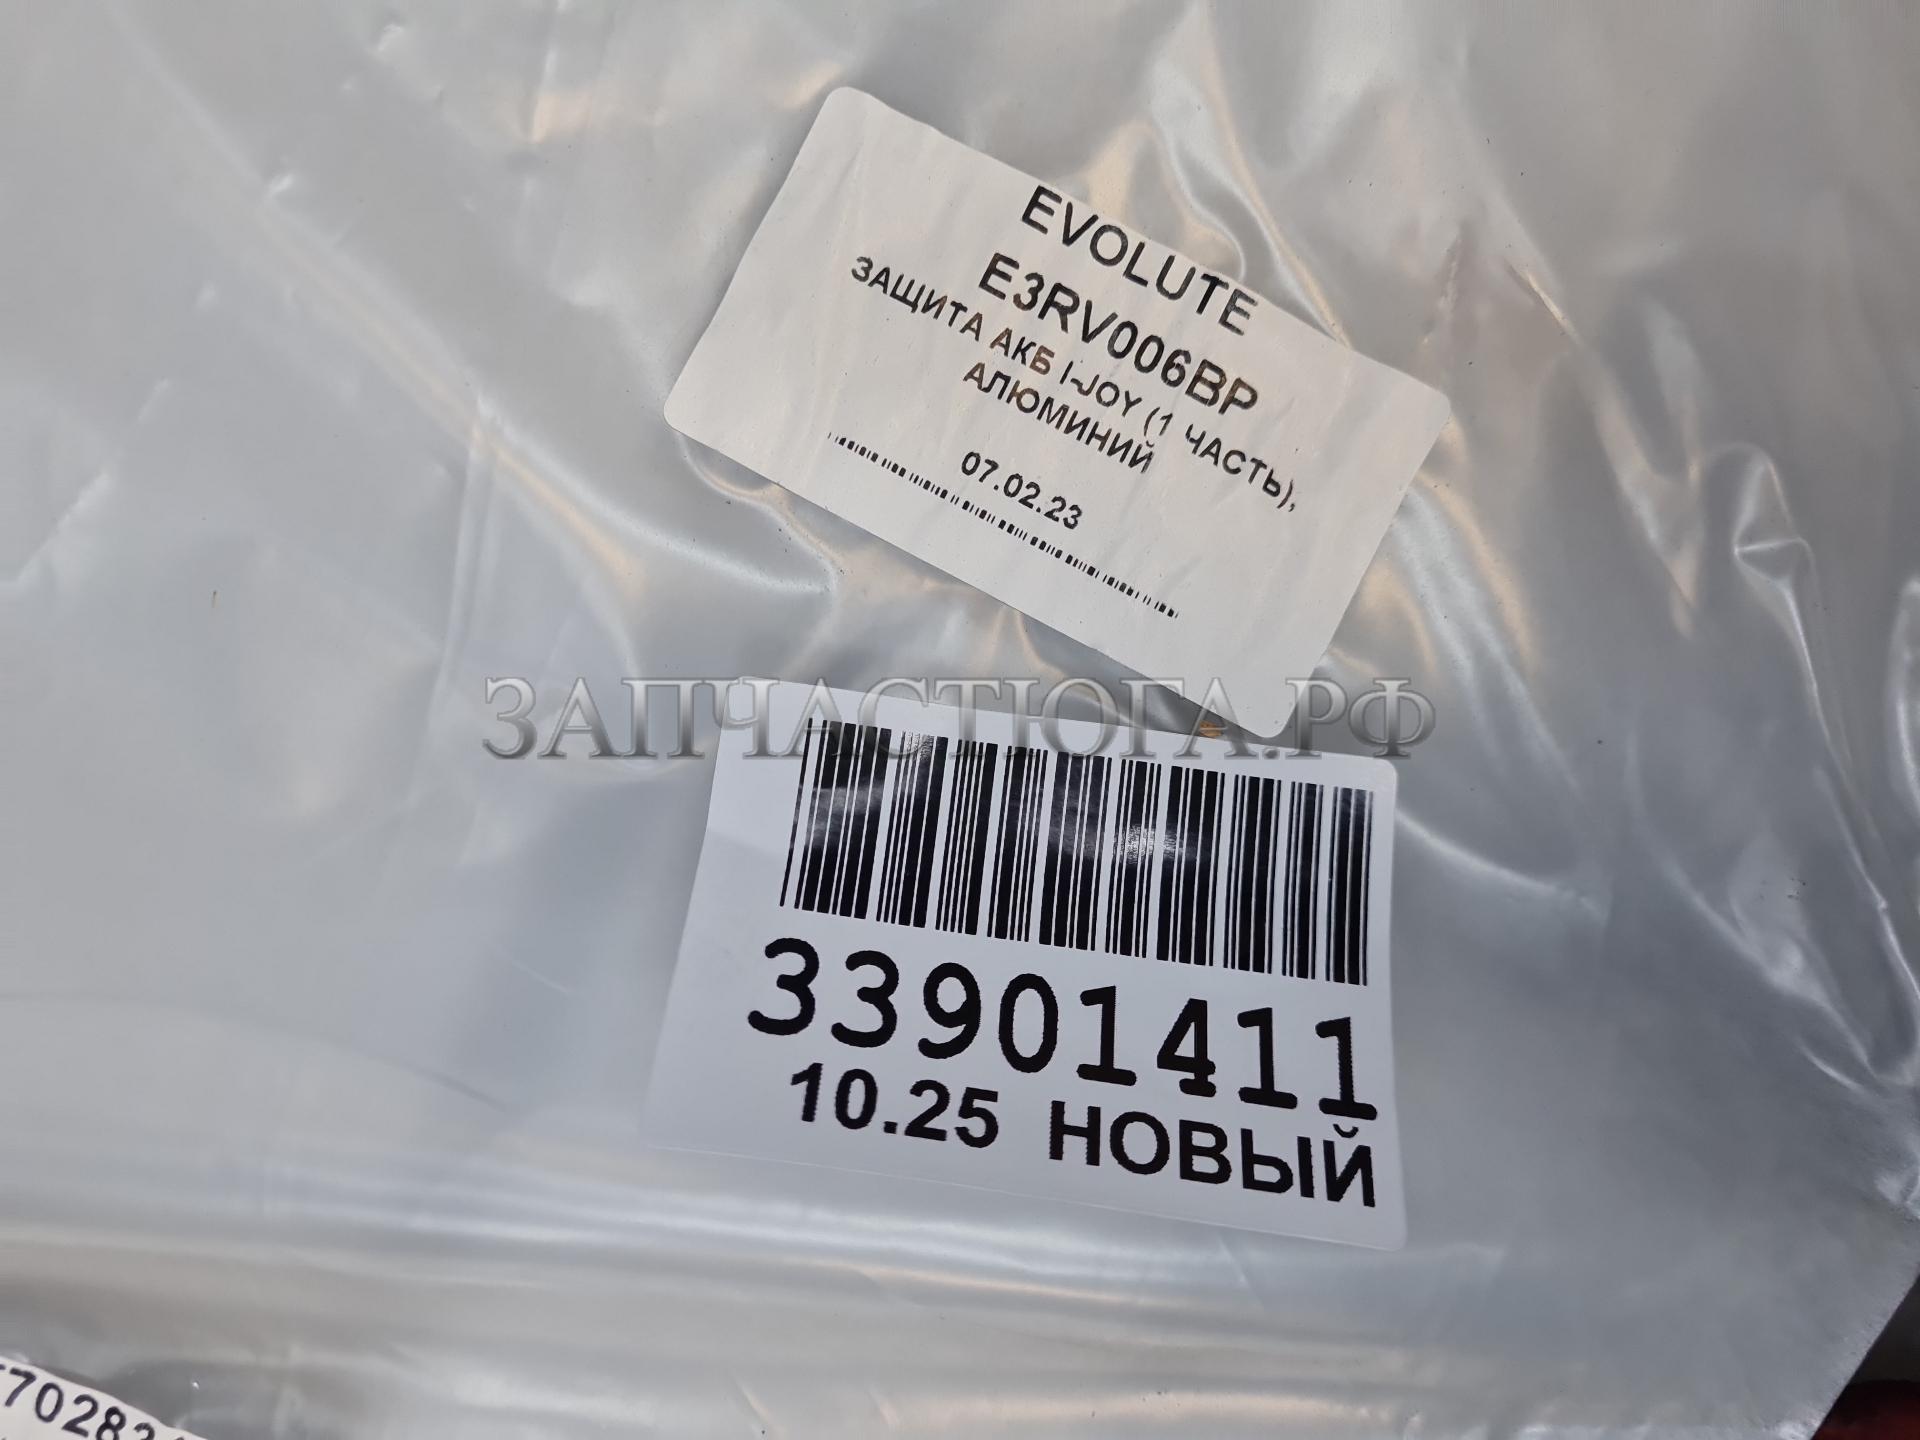 EVOLUTE
E3RV006BP
ЗАЩИТА АКБ I-JOY (1 ЧАСТЬ),
АЛЮМИНИЙ
07.02.23
ЗАПЧАСТЮГА.РФ
33901411
10.25 НОВЫЙ